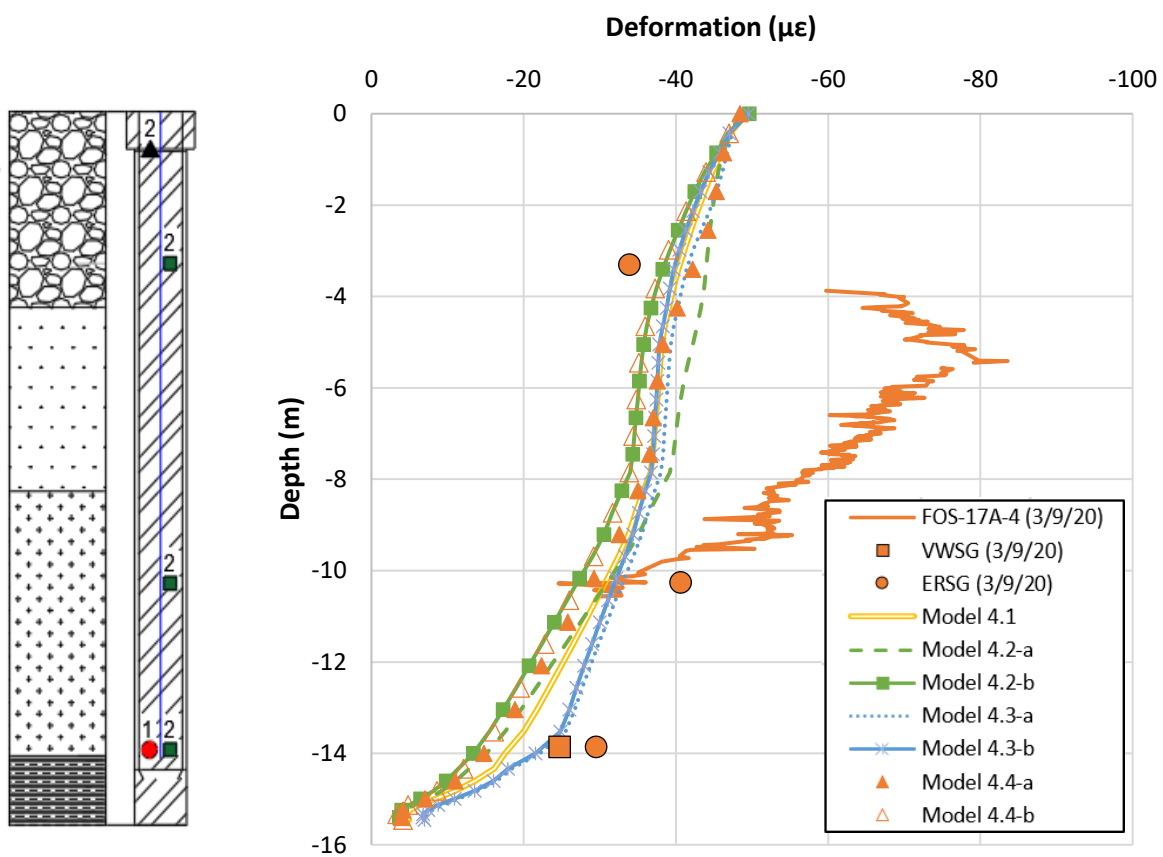 Deformation (με)
0 -20 -40 -60 -80 -100
0
-2
-4
-6
-8
-10
-12
-14
-16
Depth (m)
2
2
2
1 2
FOS-17A-4 (3/9/20)
VWSG (3/9/20)
ERSG (3/9/20)
Model 4.1
Model 4.2-a
Model 4.2-b
Model 4.3-a
Model 4.3-b
Model 4.4-a
Model 4.4-b